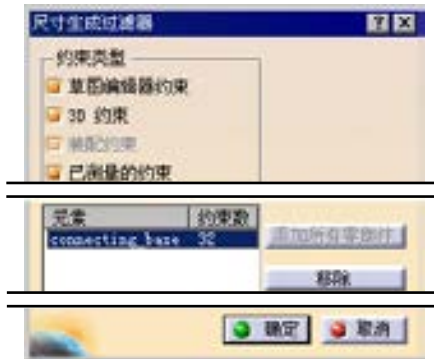 尺寸生成过滤器
约束类型
草图编辑器约束
3D 约束
装配约束
已测量的约束
元素 约束数
connecting_base 32
添加所有零部件
移除
确定 取消